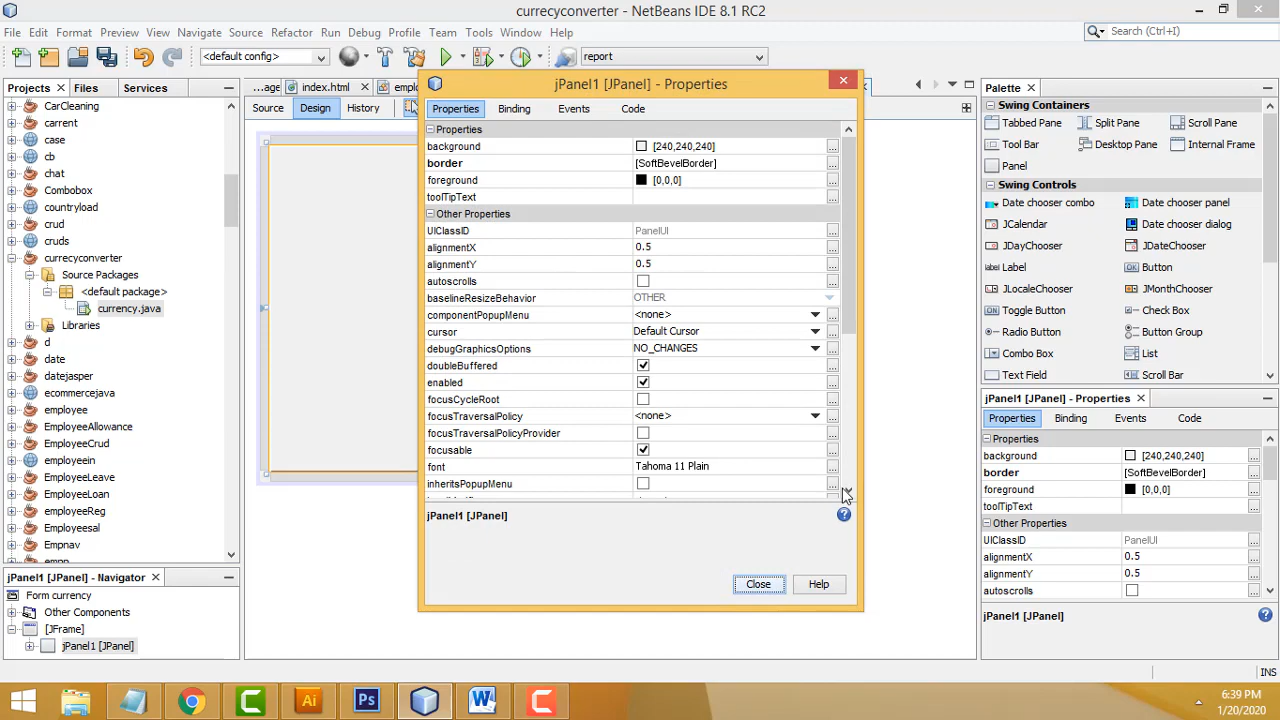 currecyconverter - NetBeans IDE 8.1 RC2
File Edit Format Preview View Navigate Source Refactor Run Debug Profile Team Tools Window Help
Search (Ctrl+I)
<default config>
report
Projects Files Services
...age index.html emplo
Palette
Source Design History
CarCleaning
carrent
case
cb
chat
Combobox
countryload
crud
cruds
currecyconverter
Source Packages
<default package>
currency.java
Libraries
d
date
datejasper
ecommercejava
employee
EmployeeAllowance
EmployeeCrud
employeein
EmployeeLeave
EmployeeLoan
employeeReg
Employeesal
Empnav
empp
jPanel1 [JPanel] - Navigator
Form currency
Other Components
[JFrame]
jPanel1 [JPanel]
jPanel1 [JPanel] - Properties
Properties Binding Events Code
Properties
background [240,240,240]
border [SoftBevelBorder]
foreground [0,0,0]
toolTipText
Other Properties
UIClassID PanelUI
alignmentX 0.5
alignmentY 0.5
autoscrolls
baselineResizeBehavior OTHER
componentPopupMenu <none>
cursor Default Cursor
debugGraphicsOptions NO_CHANGES
doubleBuffered
enabled
focusCycleRoot
focusTraversalPolicy <none>
focusTraversalPolicyProvider
focusable
font Tahoma 11 Plain
inheritsPopupMenu
jPanel1 [JPanel]
Close Help
Swing Containers
Tabbed Pane Split Pane Scroll Pane
Tool Bar Desktop Pane Internal Frame
Panel
Swing Controls
Date chooser combo Date chooser panel
JCalendar Date chooser dialog
JDayChooser JDateChooser
label Label OK Button
JLocaleChooser JMonthChooser
Toggle Button Check Box
Radio Button Button Group
Combo Box List
Text Field Scroll Bar
jPanel1 [JPanel] - Properties
Properties Binding Events Code
Properties
background [240,240,240]
border [SoftBevelBorder]
foreground [0,0,0]
toolTipText
Other Properties
UIClassID PanelUI
alignmentX 0.5
alignmentY 0.5
autoscrolls
jPanel1 [JPanel]
INS
Ai Ps W
6:39 PM
1/20/2020